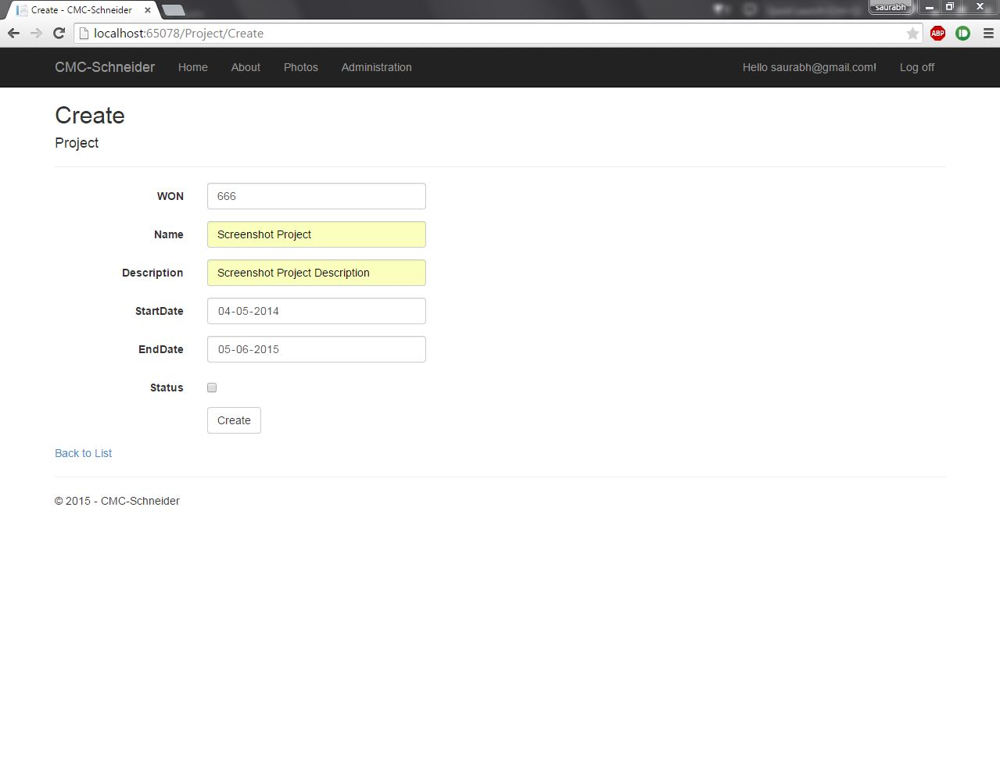 Create - CMC-Schneider
saurabh
localhost:65078/Project/Create
ABP
CMC-Schneider Home About Photos Administration Hello saurabh@gmail.com! Log off
Create
Project
WON 666
Name Screenshot Project
Description Screenshot Project Description
StartDate 04-05-2014
EndDate 05-06-2015
Status
Create
Back to List
© 2015 - CMC-Schneider